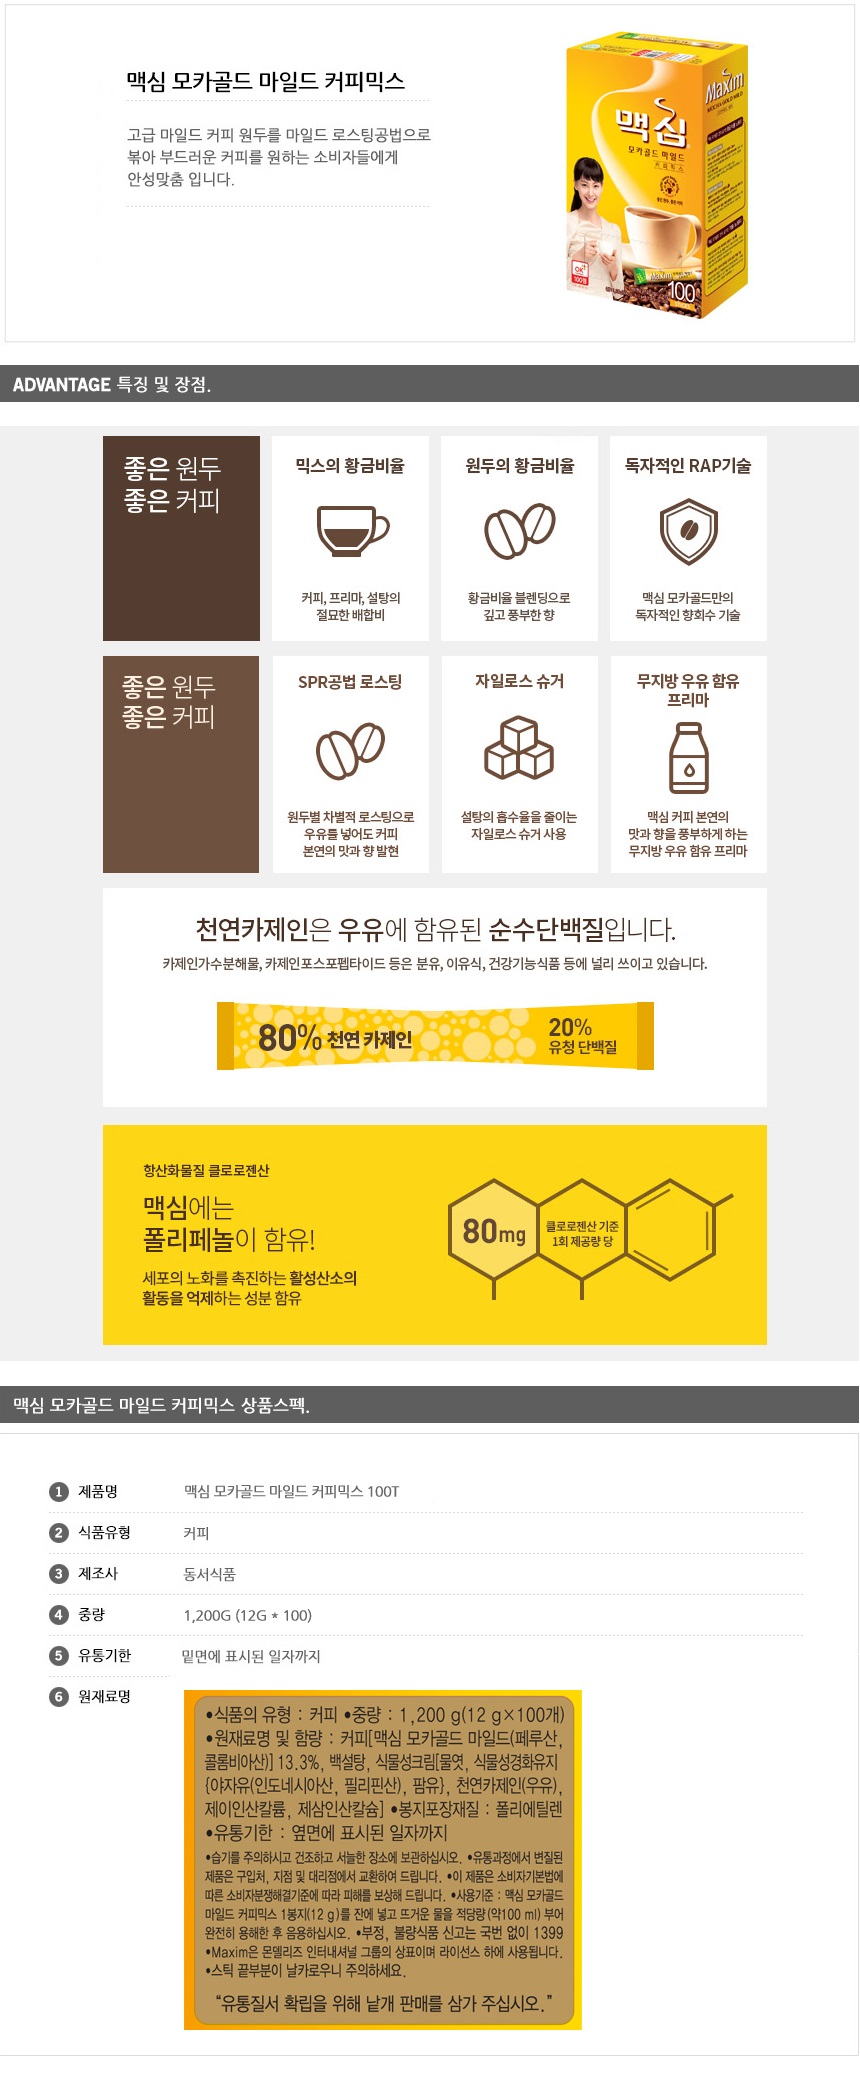 맥심 모카골드 마일드 커피믹스
고급 마일드 커피 원두를 마일드 로스팅공법으로
볶아 부드러운 커피를 원하는 소비자들에게
안성맞춤 입니다.
Maxim
맥심
모카골드 마일드
커피믹스
Maxim
100
ADVANTAGE 특징 및 장점.
좋은 원두
좋은 커피
믹스의 황금비율
커피, 프리마, 설탕의
절묘한 배합비
원두의 황금비율
황금비율 블렌딩으로
깊고 풍부한 향
독자적인 RAP기술
맥심 모카골드만의
독자적인 향회수 기술
좋은 원두
좋은 커피
SPR공법 로스팅
원두별 차별적 로스팅으로
우유를 넣어도 커피
본연의 맛과 향 발현
자일로스 슈거
설탕의 흡수율을 줄이는
자일로스 슈거 사용
무지방 우유 함유
프리마
맥심 커피 본연의
맛과 향을 풍부하게 하는
무지방 우유 함유 프리마
천연카제인은 우유에 함유된 순수단백질입니다.
카제인가수분해물, 카제인포스포펩타이드 등은 분유, 이유식, 건강기능식품 등에 널리 쓰이고 있습니다.
80% 천연 카제인
20%
유청 단백질
항산화물질 클로로젠산
맥심에는
폴리페놀이 함유!
세포의 노화를 촉진하는 활성산소의
활동을 억제하는 성분 함유
80mg
클로로젠산 기준
1회 제공량 당
맥심 모카골드 마일드 커피믹스 상품스펙.
1 제품명 맥심 모카골드 마일드 커피믹스 100T
2 식품유형 커피
3 제조사 동서식품
4 중량 1,200G (12G * 100)
5 유통기한 밑면에 표시된 일자까지
6 원재료명
•식품의 유형 : 커피 •중량 : 1,200 g(12 g×100개)
•원재료명 및 함량 : 커피[맥심 모카골드 마일드(페루산,
콜롬비아산)] 13.3%, 백설탕, 식물성크림[물엿, 식물성경화유지
{야자유(인도네시아산, 필리핀산), 팜유}, 천연카제인(우유),
제이인산칼륨, 제삼인산칼슘] •봉지포장재질 : 폴리에틸렌
•유통기한 : 옆면에 표시된 일자까지
•습기를 주의하시고 건조하고 서늘한 장소에 보관하십시오. •유통과정에서 변질된
제품은 구입처, 지점 및 대리점에서 교환하여 드립니다. •이 제품은 소비자기본법에
따른 소비자분쟁해결기준에 따라 피해를 보상해 드립니다. •사용기준 : 맥심 모카골드
마일드 커피믹스 1봉지(12 g)를 잔에 넣고 뜨거운 물을 적당량(약100 ml) 부어
완전히 용해한 후 음용하십시오. •부정, 불량식품 신고는 국번 없이 1399
•Maxim은 몬델리즈 인터내셔널 그룹의 상표이며 라이선스 하에 사용됩니다.
•스틱 끝부분이 날카로우니 주의하세요.
“유통질서 확립을 위해 낱개 판매를 삼가 주십시오.”